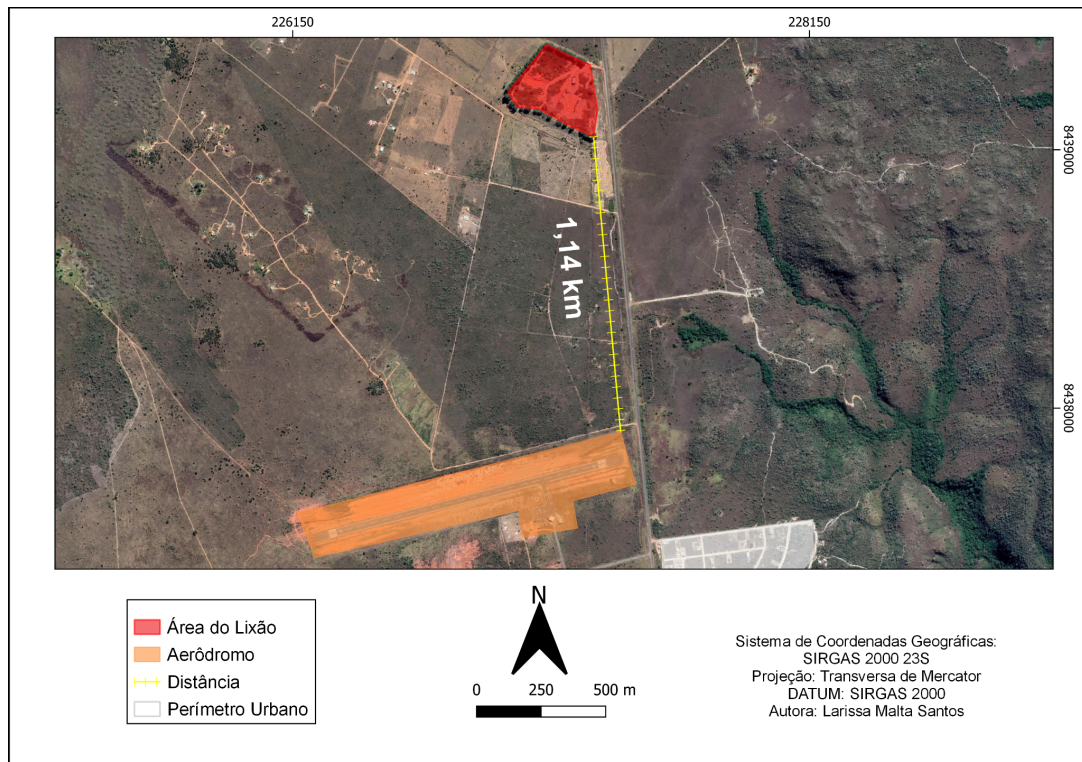 226150
228150
8439000
1,14 km
8438000
Área do Lixão
Aerôdromo
Distância
Perímetro Urbano
N
0 250 500 m
Sistema de Coordenadas Geográficas:
SIRGAS 2000 23S
Projeção: Transversa de Mercator
DATUM: SIRGAS 2000
Autora: Larissa Malta Santos